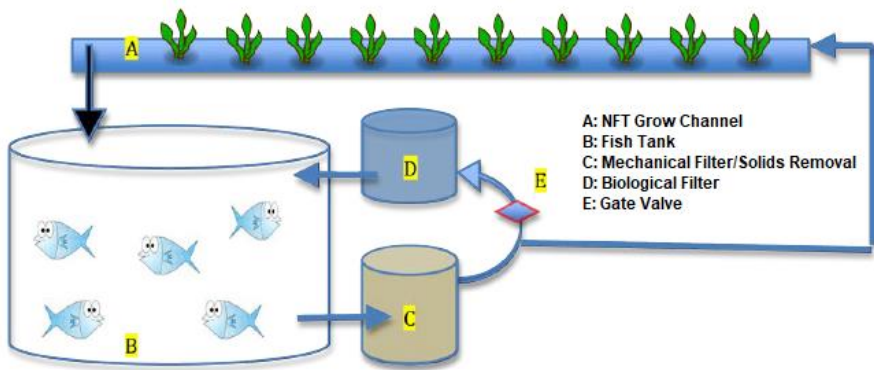 A
A: NFT Grow Channel
B: Fish Tank
C: Mechanical Filter/Solids Removal
D: Biological Filter
E: Gate Valve
D
E
C
B